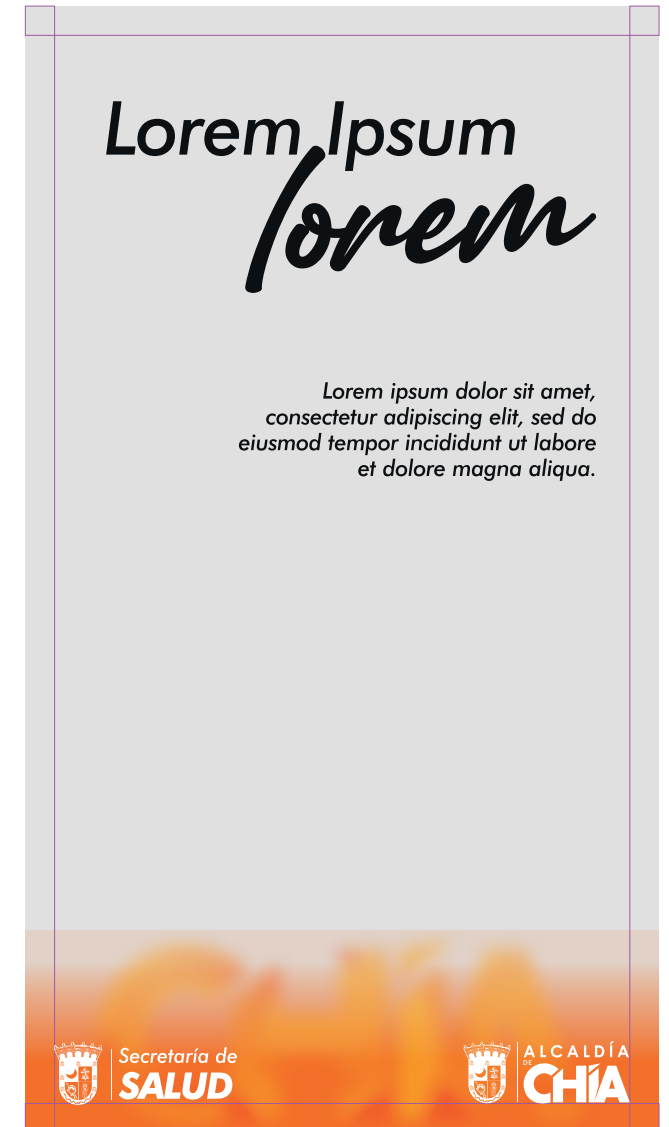 Lorem Ipsum
lorem
Lorem ipsum dolor sit amet,
consectetur adipiscing elit, sed do
eiusmod tempor incididunt ut labore
et dolore magna aliqua.
CHÍA
Secretaría de
SALUD
ALCALDÍA
DE
CHÍA